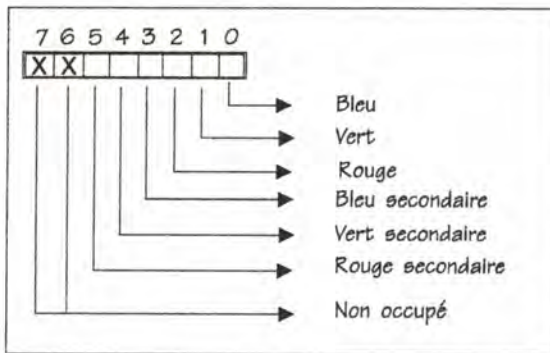 7 6 5 4 3 2 1 0
X X
Bleu
Vert
Rouge
Bleu secondaire
Vert secondaire
Rouge secondaire
Non occupé